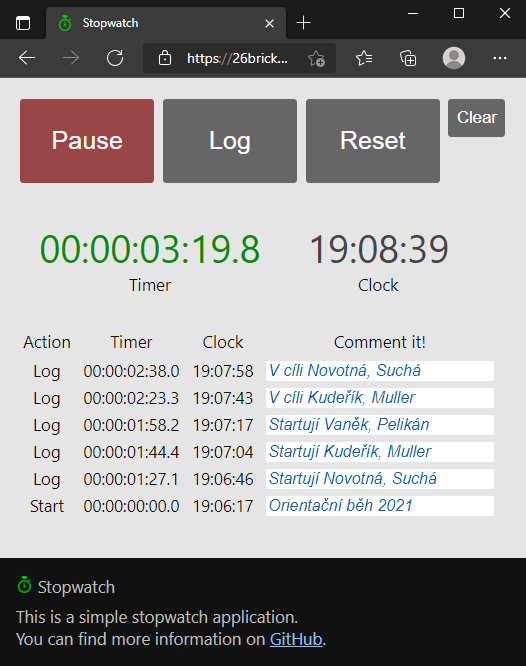 Stopwatch
https://26brick...
Pause Log Reset Clear
00:00:03:19.8 19:08:39
Timer Clock
Action Timer Clock Comment it!
Log 00:00:02:38.0 19:07:58 V cíli Novotná, Suchá
Log 00:00:02:23.3 19:07:43 V cíli Kudeřík, Muller
Log 00:00:01:58.2 19:07:17 Startují Vaněk, Pelikán
Log 00:00:01:44.4 19:07:04 Startují Kudeřík, Muller
Log 00:00:01:27.1 19:06:46 Startují Novotná, Suchá
Start 00:00:00:00.0 19:06:17 Orientační běh 2021
Stopwatch
This is a simple stopwatch application.
You can find more information on GitHub.